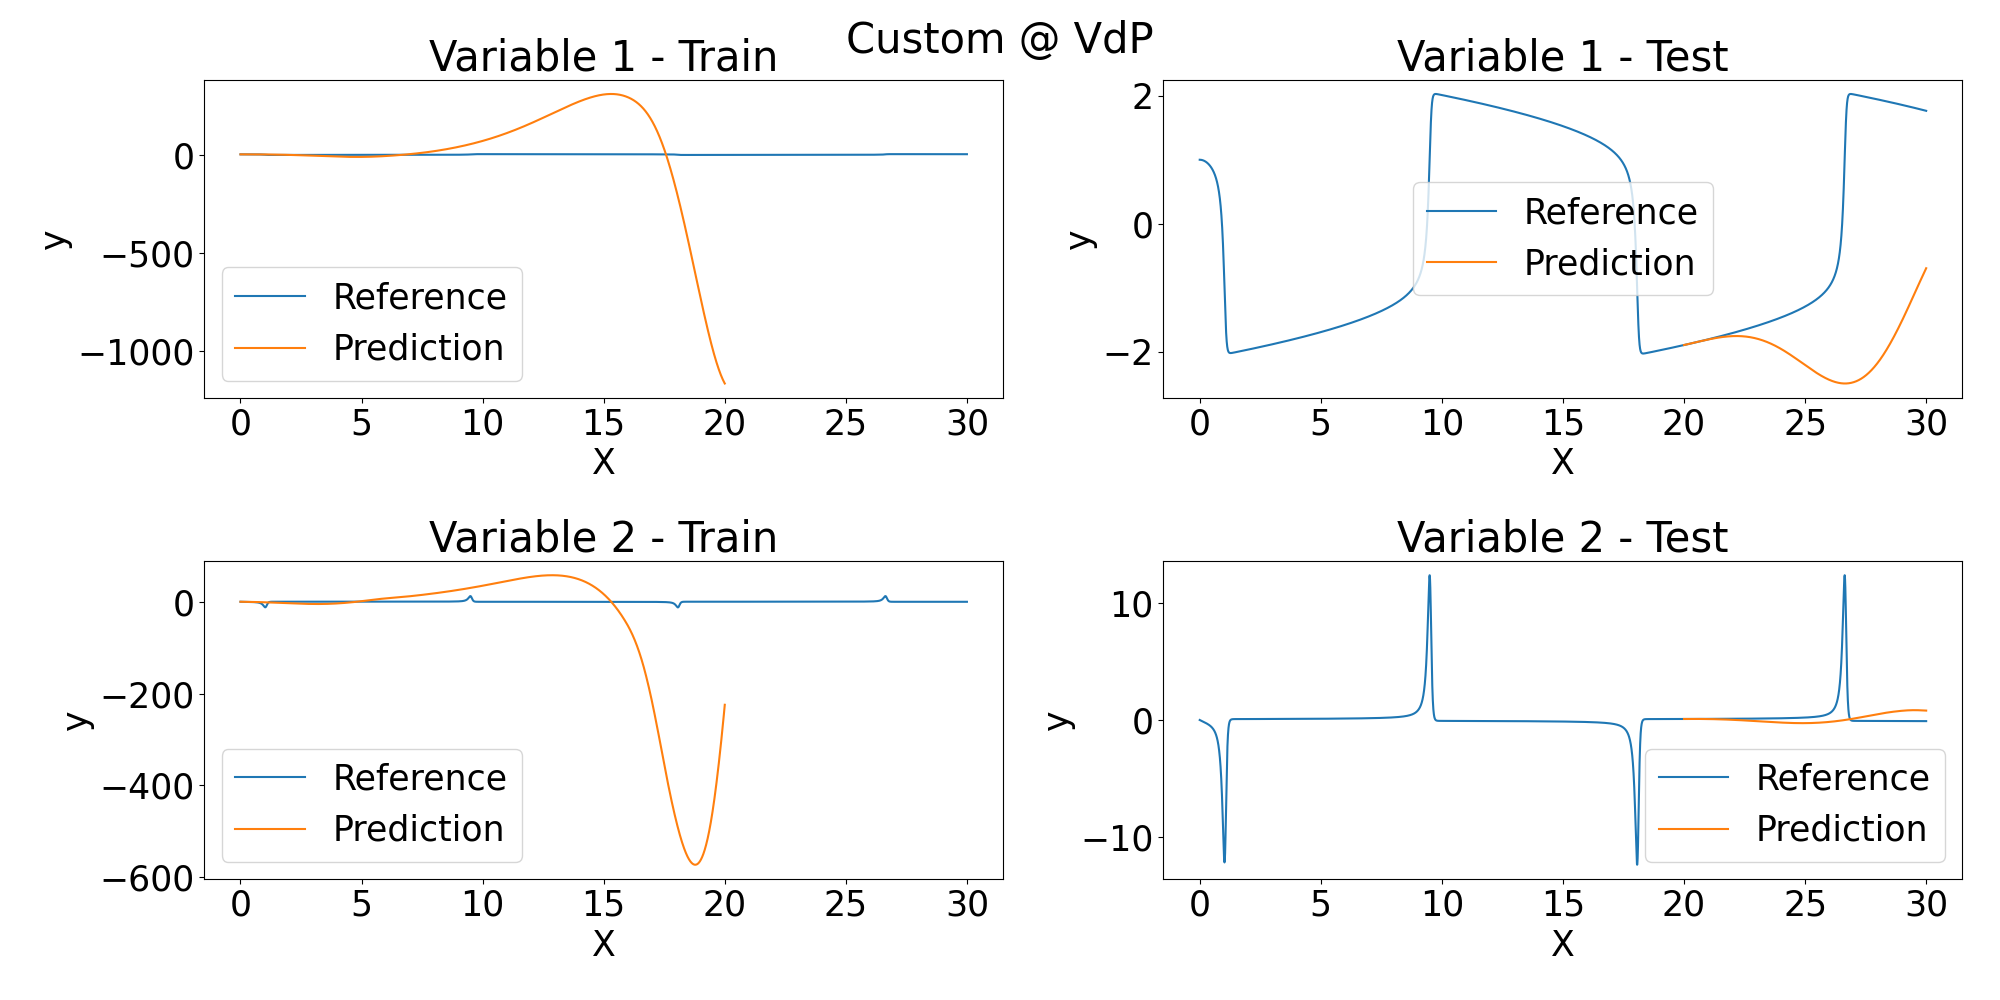 Custom @ VdP
Variable 1 - Train
0
−500
−1000
y
Reference
Prediction
0 5 10 15 20 25 30
X
Variable 1 - Test
2
0
−2
y
Reference
Prediction
0 5 10 15 20 25 30
X
Variable 2 - Train
0
−200
−400
−600
y
Reference
Prediction
0 5 10 15 20 25 30
X
Variable 2 - Test
10
0
−10
y
Reference
Prediction
0 5 10 15 20 25 30
X